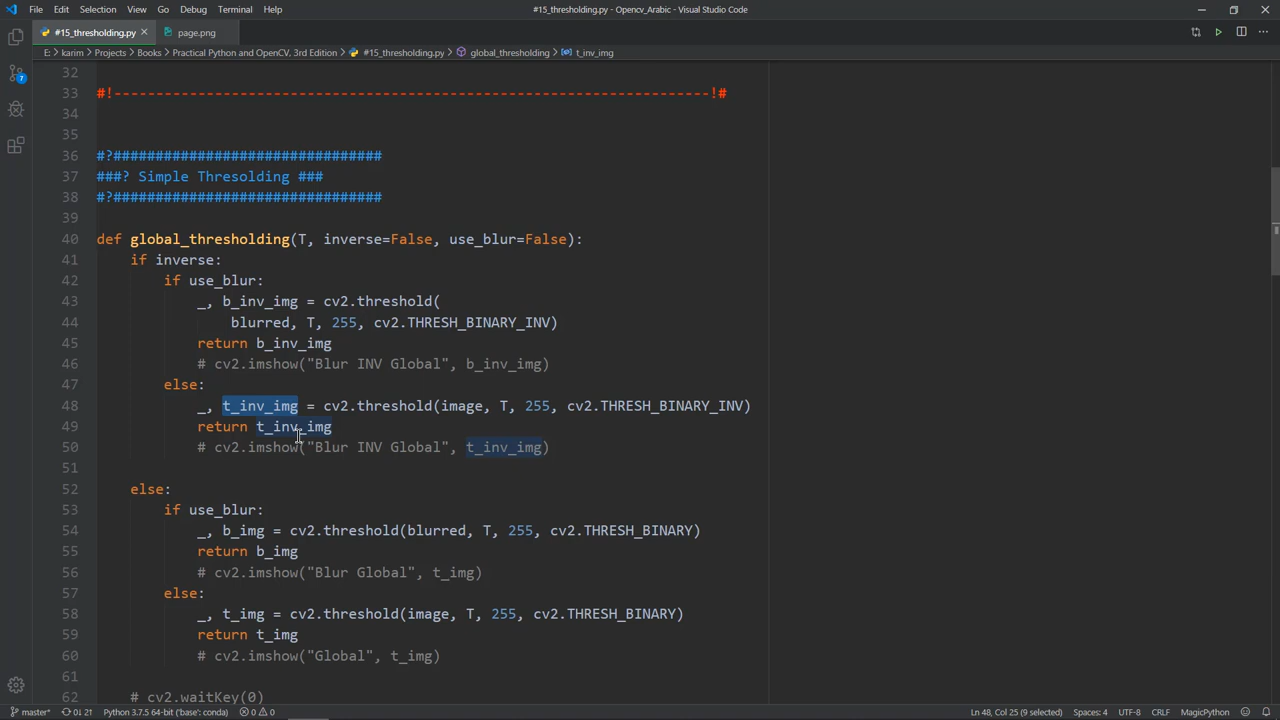 File Edit Selection View Go Debug Terminal Help
#15_thresholding.py - Opencv_Arabic - Visual Studio Code
#15_thresholding.py
page.png
E: > karim > Projects > Books > Practical Python and OpenCV, 3rd Edition > #15_thresholding.py > global_thresholding > t_inv_img
32
33 #!-----------------------------------------------------------------------!#
34
35
36 #?################################
37 ###? Simple Thresolding ###
38 #?################################
39
40 def global_thresholding(T, inverse=False, use_blur=False):
41 if inverse:
42 if use_blur:
43 _, b_inv_img = cv2.threshold(
44 blurred, T, 255, cv2.THRESH_BINARY_INV)
45 return b_inv_img
46 # cv2.imshow("Blur INV Global", b_inv_img)
47 else:
48 _, t_inv_img = cv2.threshold(image, T, 255, cv2.THRESH_BINARY_INV)
49 return t_inv_img
50 # cv2.imshow("Blur INV Global", t_inv_img)
51
52 else:
53 if use_blur:
54 _, b_img = cv2.threshold(blurred, T, 255, cv2.THRESH_BINARY)
55 return b_img
56 # cv2.imshow("Blur Global", t_img)
57 else:
58 _, t_img = cv2.threshold(image, T, 255, cv2.THRESH_BINARY)
59 return t_img
60 # cv2.imshow("Global", t_img)
61
62 # cv2.waitKey(0)
7
master* 0↓ 2↑ Python 3.7.5 64-bit ('base': conda) 0 0 Ln 48, Col 25 (9 selected) Spaces: 4 UTF-8 CRLF MagicPython